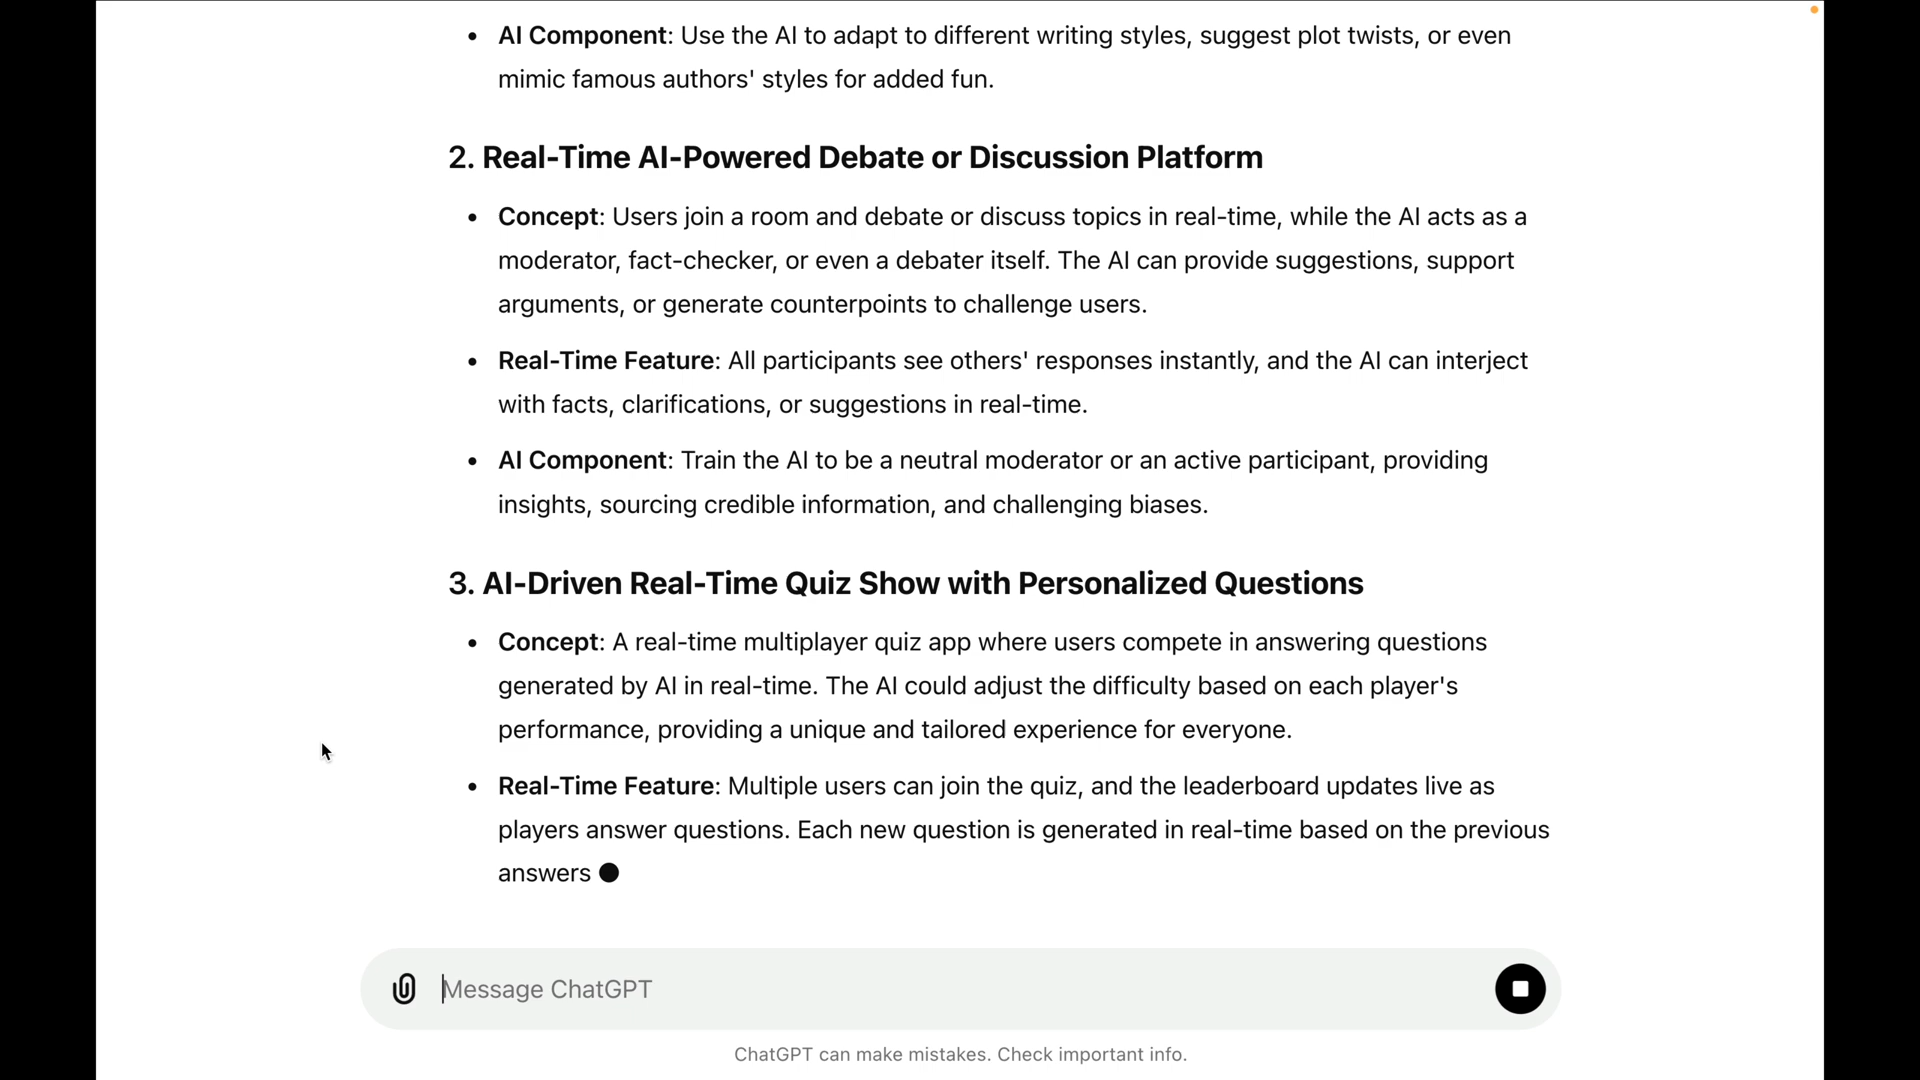 • AI Component: Use the AI to adapt to different writing styles, suggest plot twists, or even
mimic famous authors' styles for added fun.
2. Real-Time AI-Powered Debate or Discussion Platform
• Concept: Users join a room and debate or discuss topics in real-time, while the AI acts as a
moderator, fact-checker, or even a debater itself. The AI can provide suggestions, support
arguments, or generate counterpoints to challenge users.
• Real-Time Feature: All participants see others' responses instantly, and the AI can interject
with facts, clarifications, or suggestions in real-time.
• AI Component: Train the AI to be a neutral moderator or an active participant, providing
insights, sourcing credible information, and challenging biases.
3. AI-Driven Real-Time Quiz Show with Personalized Questions
• Concept: A real-time multiplayer quiz app where users compete in answering questions
generated by AI in real-time. The AI could adjust the difficulty based on each player's
performance, providing a unique and tailored experience for everyone.
• Real-Time Feature: Multiple users can join the quiz, and the leaderboard updates live as
players answer questions. Each new question is generated in real-time based on the previous
answers
Message ChatGPT
ChatGPT can make mistakes. Check important info.